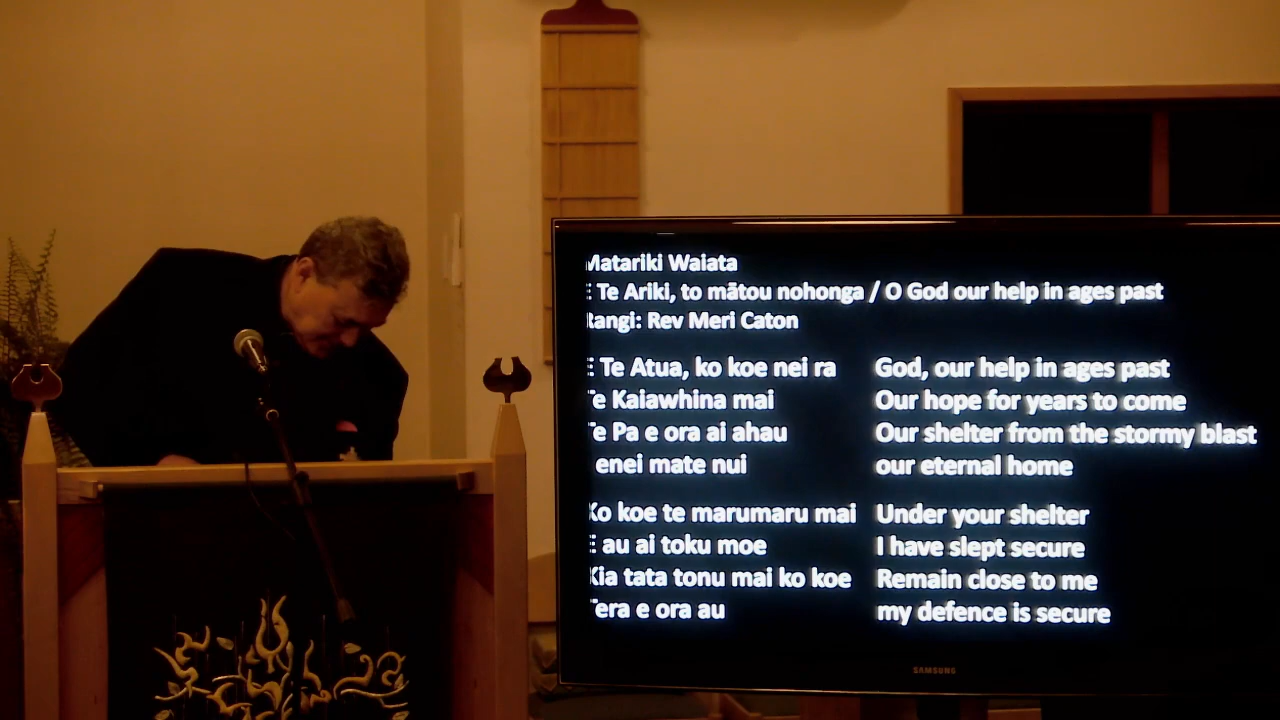 Matariki Waiata
E Te Ariki, to mātou nohonga / O God our help in ages past
Rangi: Rev Meri Caton
E Te Atua, ko koe nei ra
Te Kaiawhina mai
Te Pa e ora ai ahau
enei mate nui
Ko koe te marumaru mai
E au ai toku moe
Kia tata tonu mai ko koe
Tera e ora au
God, our help in ages past
Our hope for years to come
Our shelter from the stormy blast
our eternal home
Under your shelter
I have slept secure
Remain close to me
my defence is secure
SAMSUNG